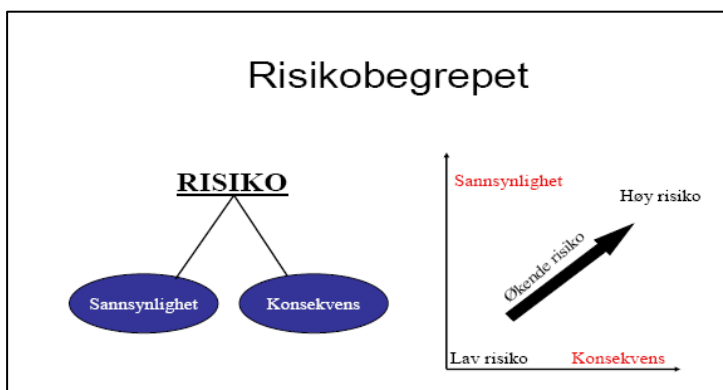 Risikobegrepet
RISIKO
Sannsynlighet
Konsekvens
Sannsynlighet
Høy risiko
Økende risiko
Lav risiko
Konsekvens